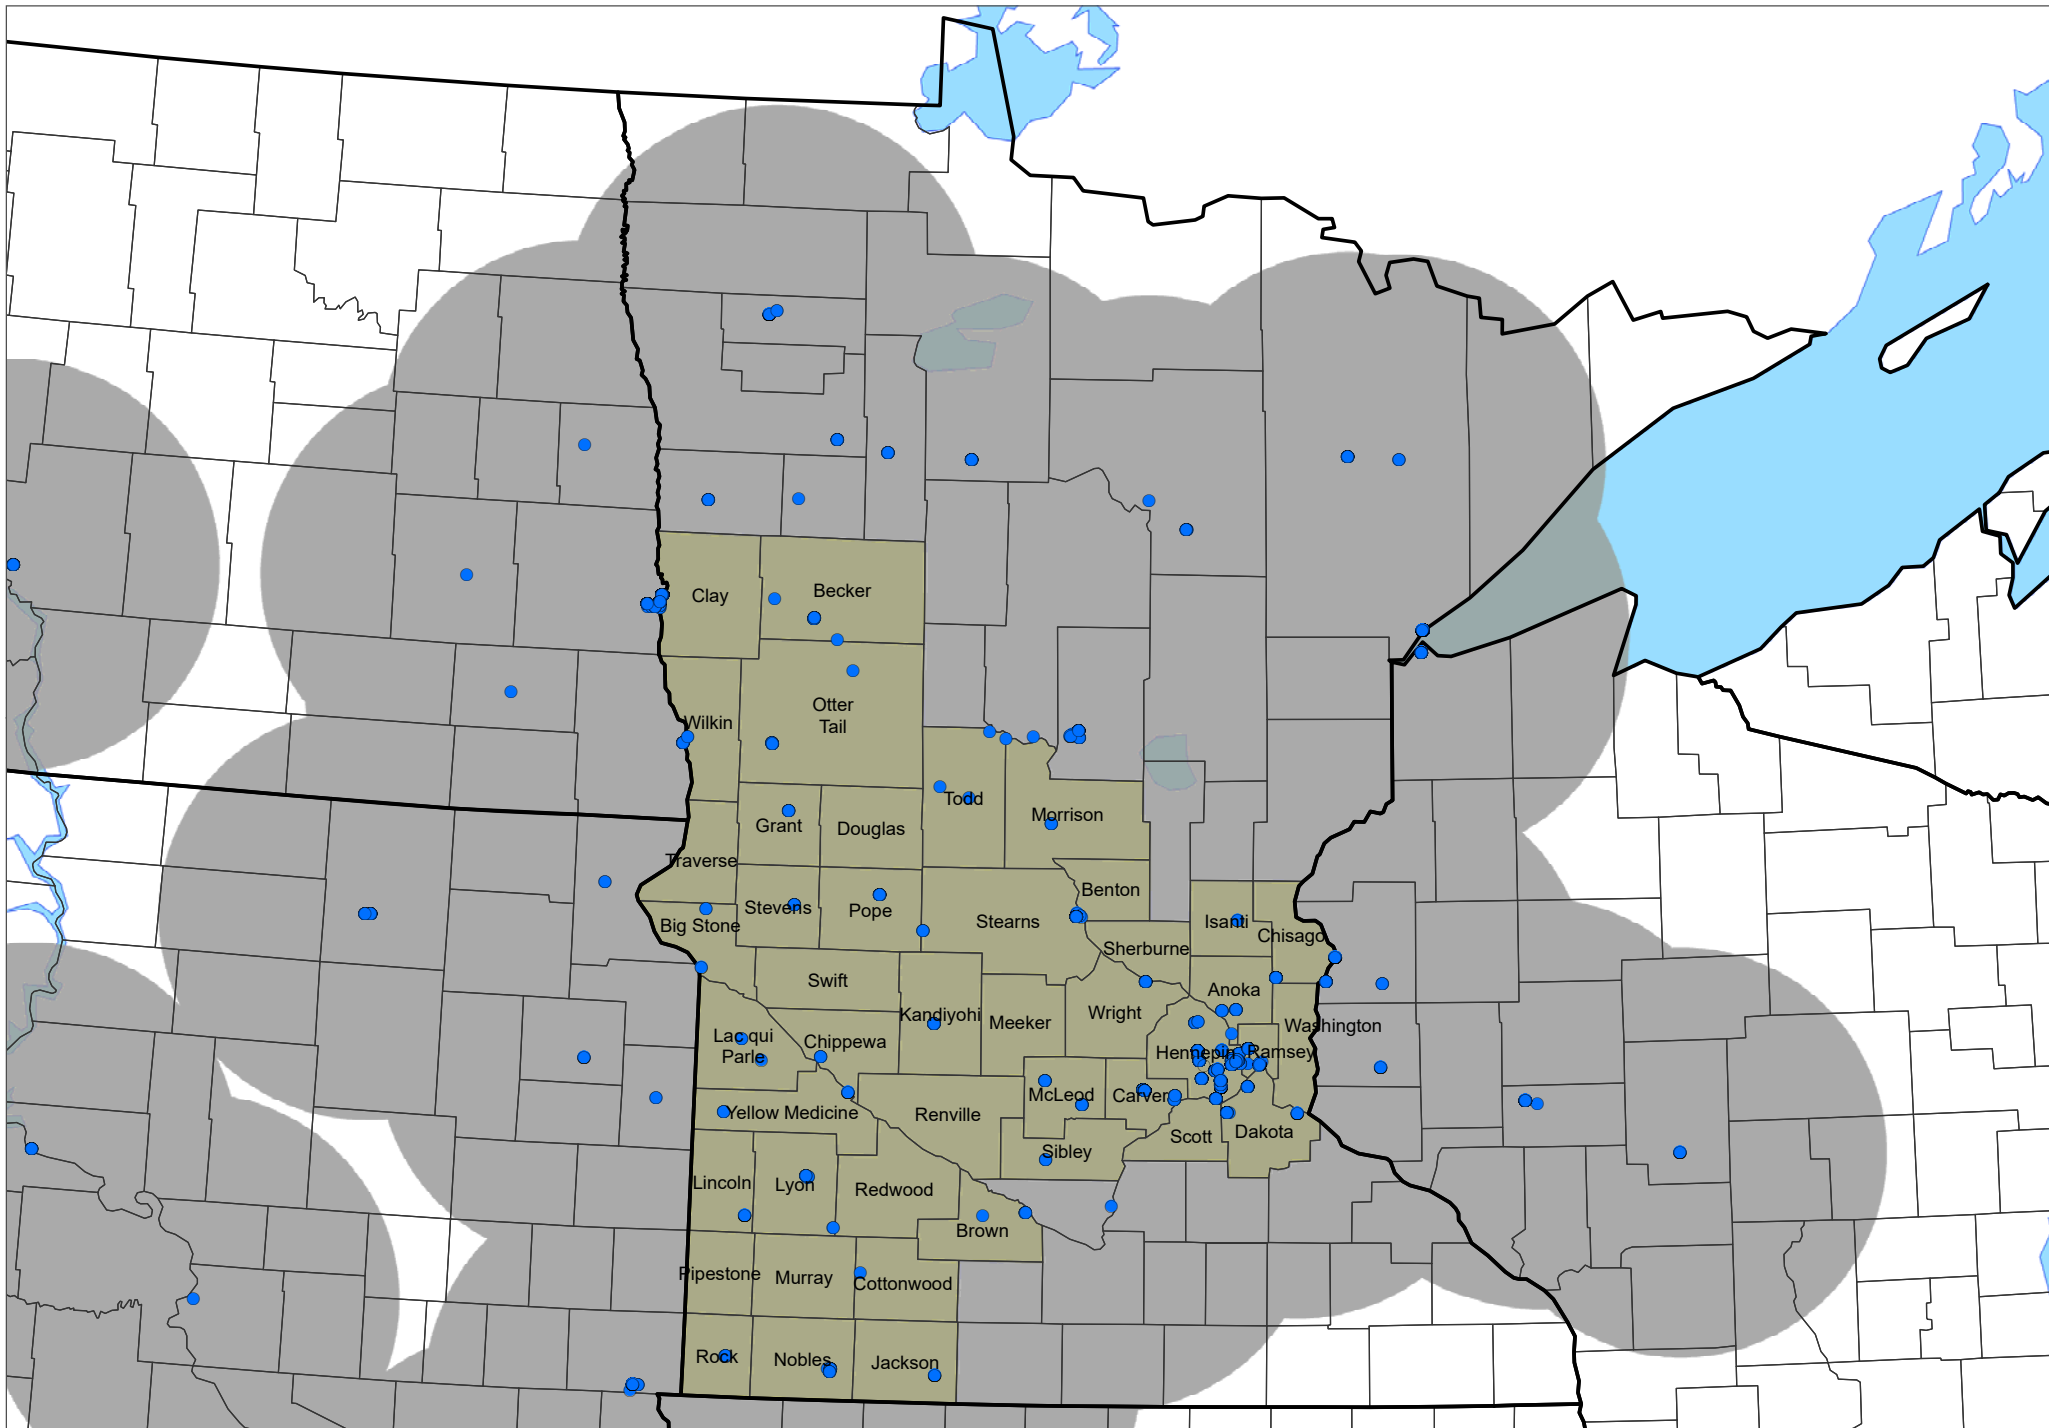 Clay
Becker
Otter
Tail
Wilkin
Todd
Morrison
Grant
Douglas
Traverse
Benton
Stevens
Pope
Stearns
Isanti
Big Stone
Chisago
Sherburne
Swift
Anoka
Kandiyohi
Meeker
Wright
Washington
Lac qui
Parle
Chippewa
Hennepin
Ramsey
McLeod
Carver
Yellow Medicine
Renville
Scott
Dakota
Sibley
Lincoln
Lyon
Redwood
Brown
Pipestone
Murray
Cottonwood
Rock
Nobles
Jackson